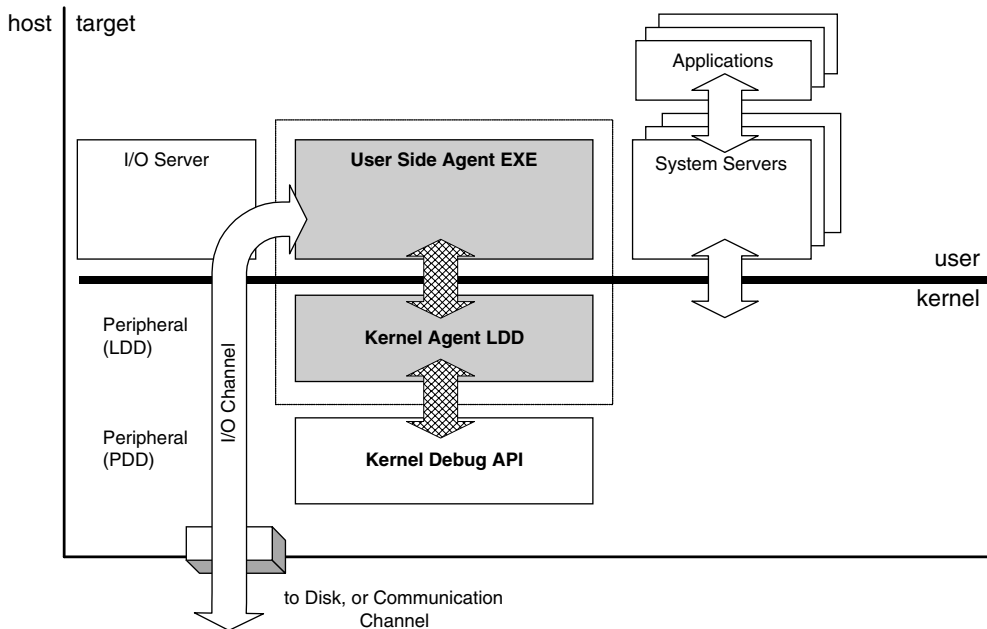 host
target
Applications
I/O Server
User Side Agent EXE
System Servers
user
kernel
Peripheral
(LDD)
Kernel Agent LDD
I/O Channel
Peripheral
(PDD)
Kernel Debug API
to Disk, or Communication
Channel